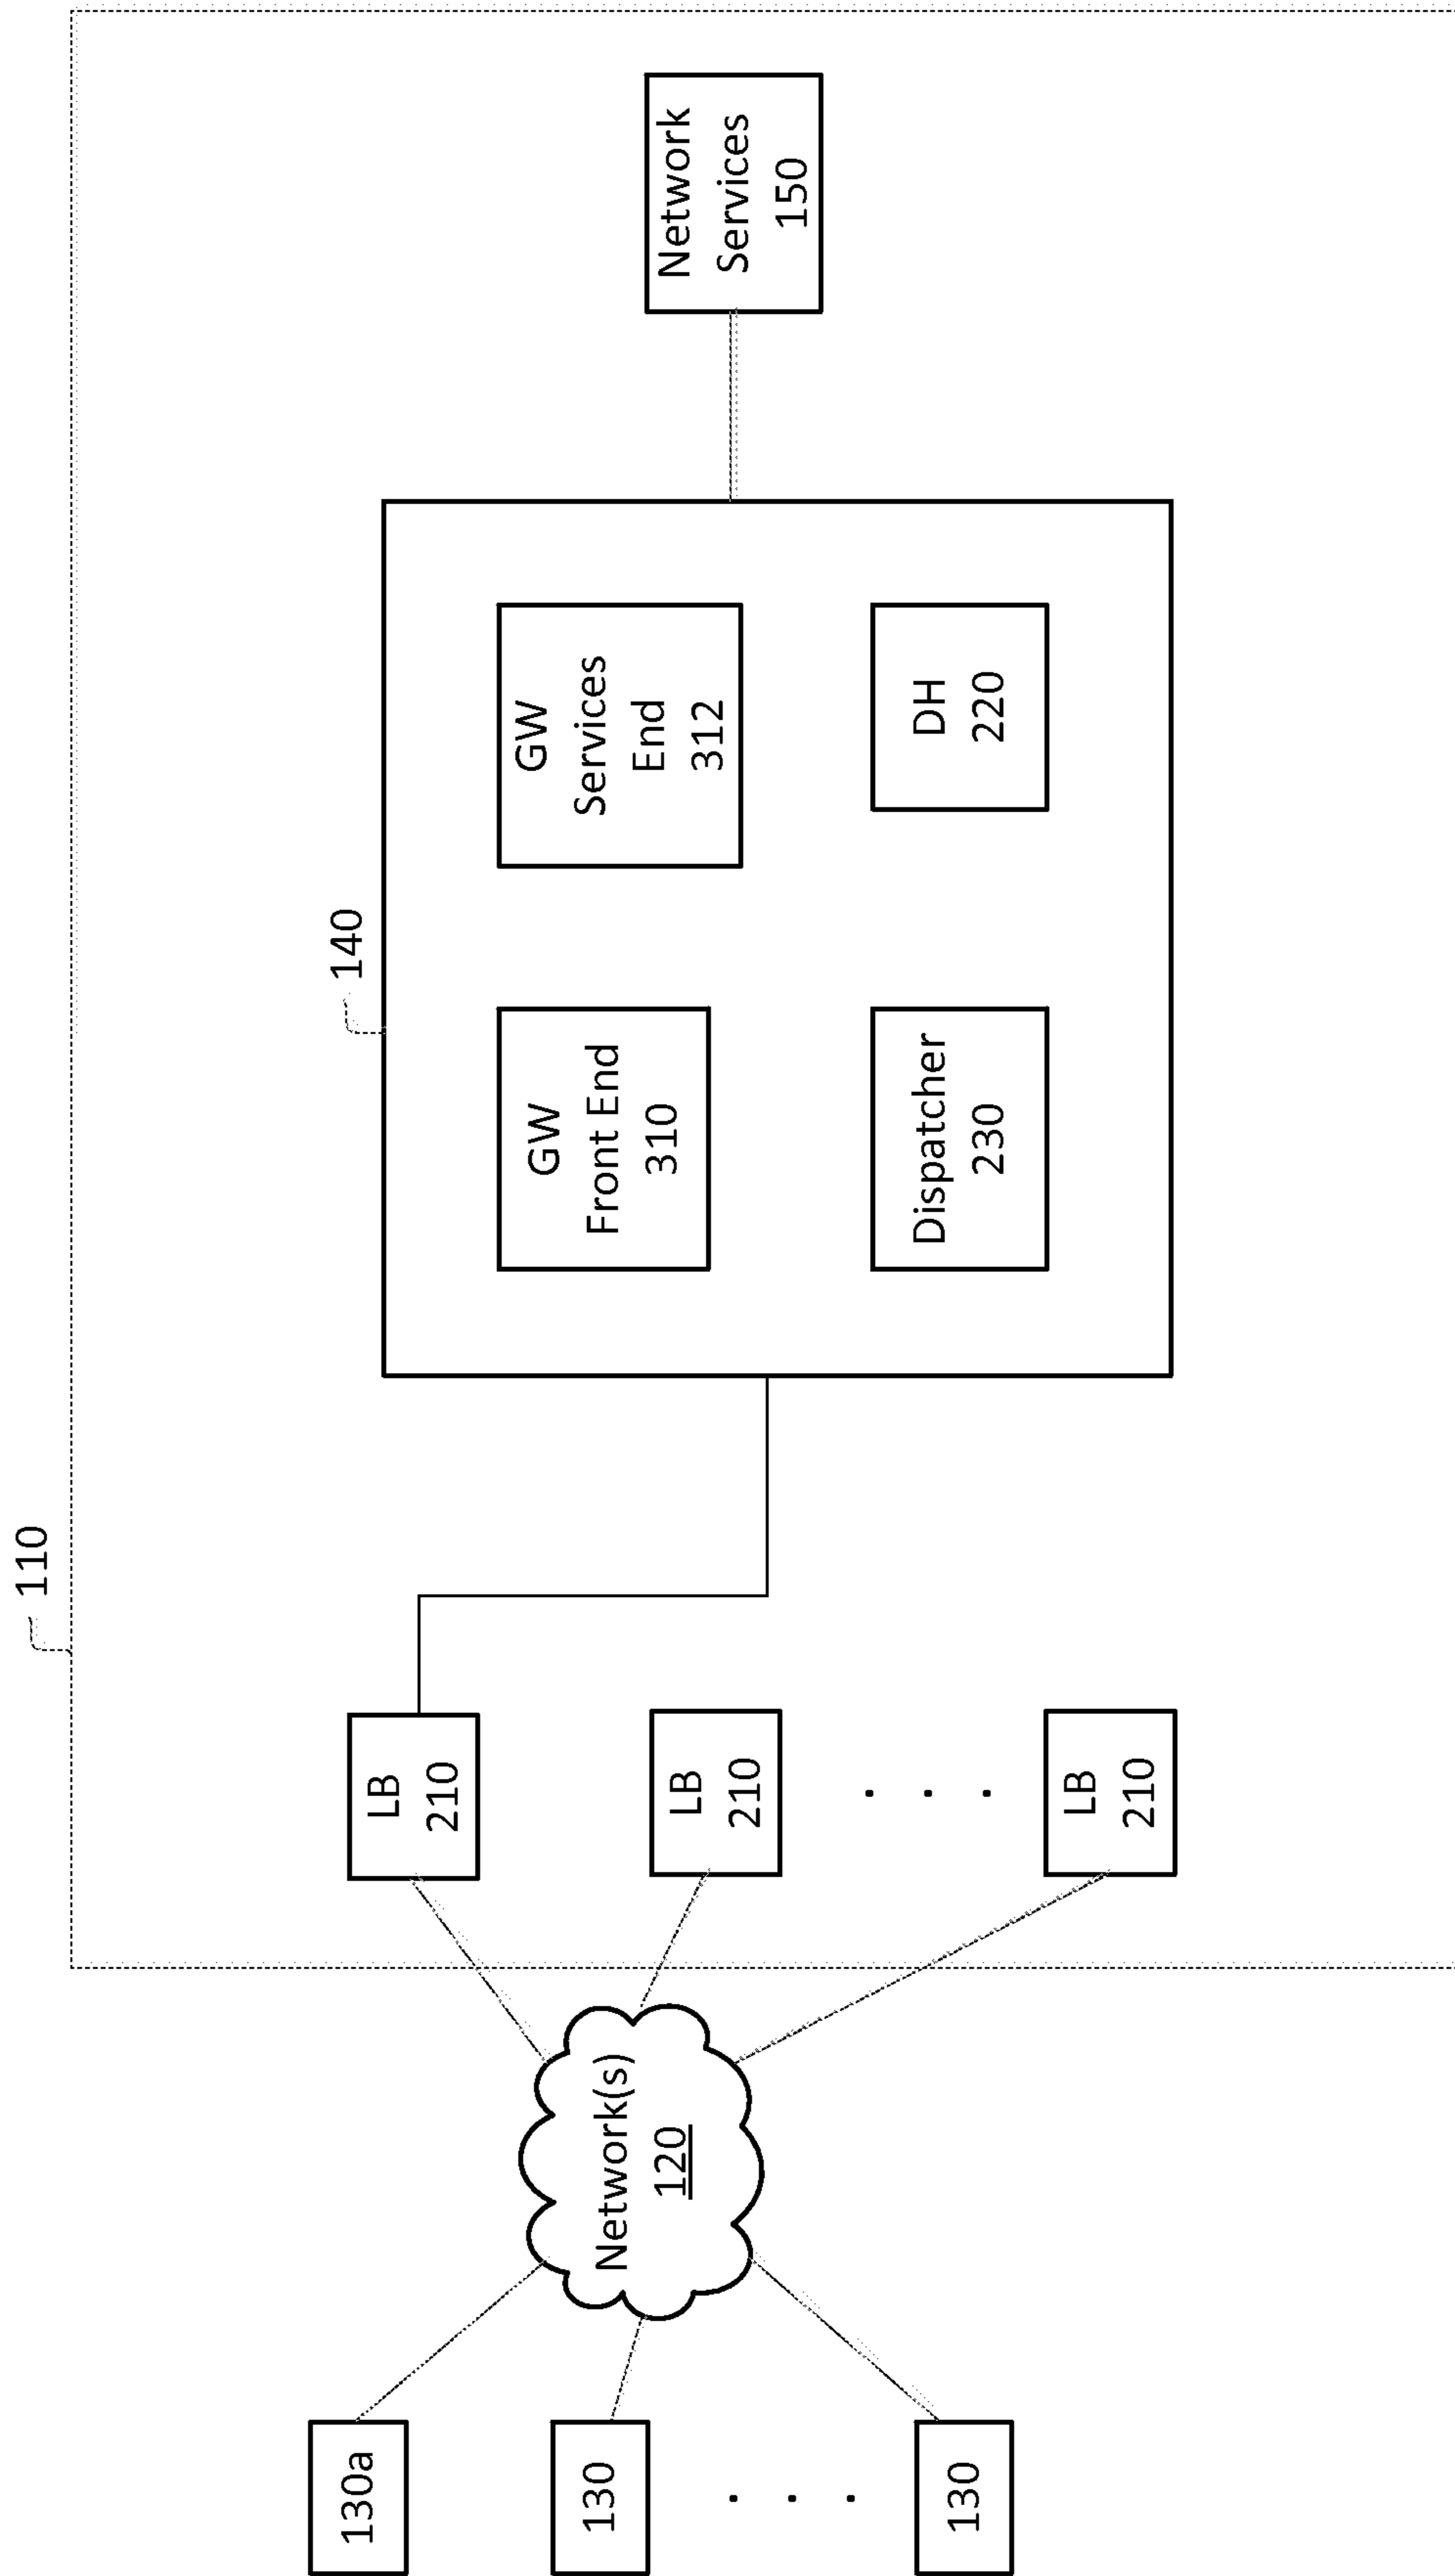 110
140
130a
130
130
Network(s)
120
LB
210
LB
210
. . .
LB
210
GW
Front End
310
GW
Services
End
312
Dispatcher
230
DH
220
Network
Services
150